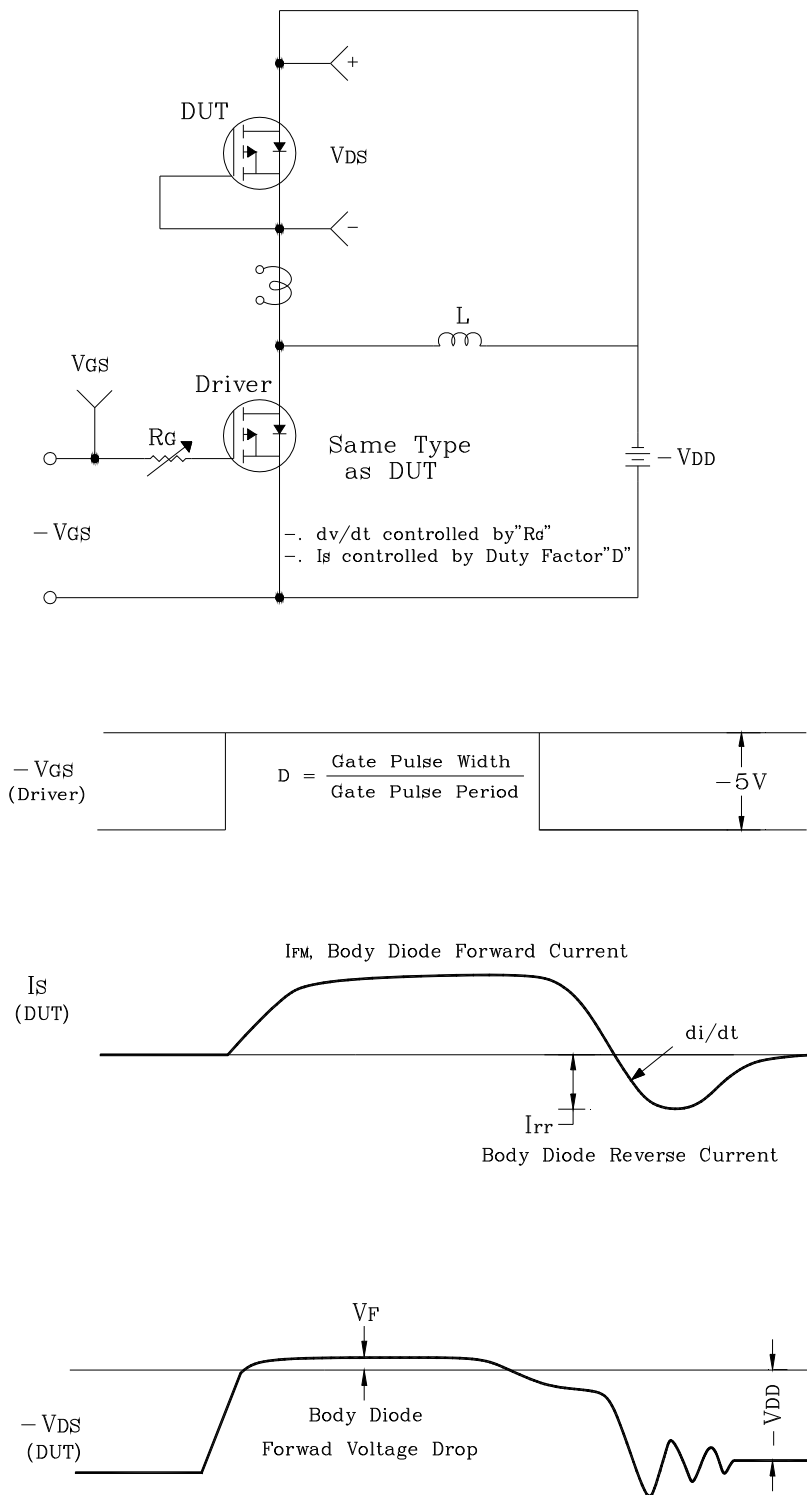 +
DUT
VDS
-
L
VGS
Driver
RG
Same Type
as DUT
-VDD
-VGS
-. dv/dt controlled by"RG"
-. IS controlled by Duty Factor"D"
-VGS
(Driver)
D = Gate Pulse Width
Gate Pulse Period
-5V
IFM, Body Diode Forward Current
IS
(DUT)
di/dt
Irr
Body Diode Reverse Current
VF
-VDS
(DUT)
Body Diode
Forwad Voltage Drop
-VDD